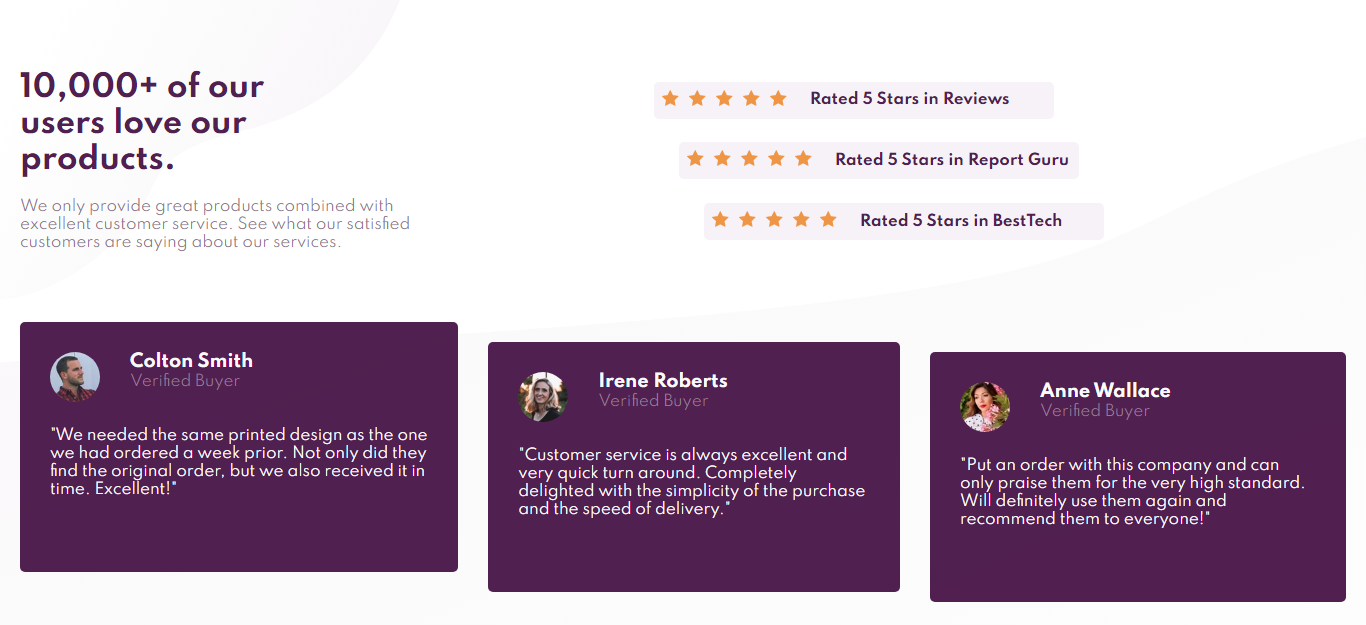 10,000+ of our
users love our
products.
We only provide great products combined with
excellent customer service. See what our satisfied
customers are saying about our services.
Rated 5 Stars in Reviews
Rated 5 Stars in Report Guru
Rated 5 Stars in BestTech
Colton Smith
Verified Buyer
"We needed the same printed design as the one
we had ordered a week prior. Not only did they
find the original order, but we also received it in
time. Excellent!"
Irene Roberts
Verified Buyer
"Customer service is always excellent and
very quick turn around. Completely
delighted with the simplicity of the purchase
and the speed of delivery."
Anne Wallace
Verified Buyer
"Put an order with this company and can
only praise them for the very high standard.
Will definitely use them again and
recommend them to everyone!"